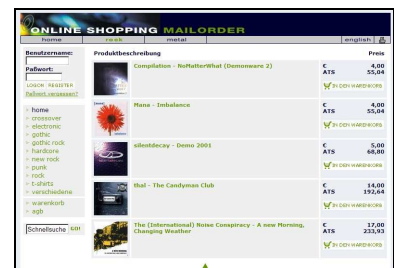 ONLINE SHOPPING MAILORDER
home rock metal english
Benutzername:
Paßwort:
LOGON REGISTER
Paßwort vergessen?
home
crossover
electronic
gothic
gothic rock
hardcore
new rock
punk
rock
t-shirts
verschiedene
warenkorb
agb
Schnellsuche GO!
Produktbeschreibung Preis
Compilation - NoMatterWhat (Demonware 2) € 4,00
ATS 55,04
IN DEN WARENKORB
Mana - Imbalance € 4,00
ATS 55,04
IN DEN WARENKORB
silentdecay - Demo 2001 € 5,00
ATS 68,80
IN DEN WARENKORB
thal - The Candyman Club € 14,00
ATS 192,64
IN DEN WARENKORB
The (International) Noise Conspiracy - A new Morning, € 17,00
Changing Weather ATS 233,93
IN DEN WARENKORB